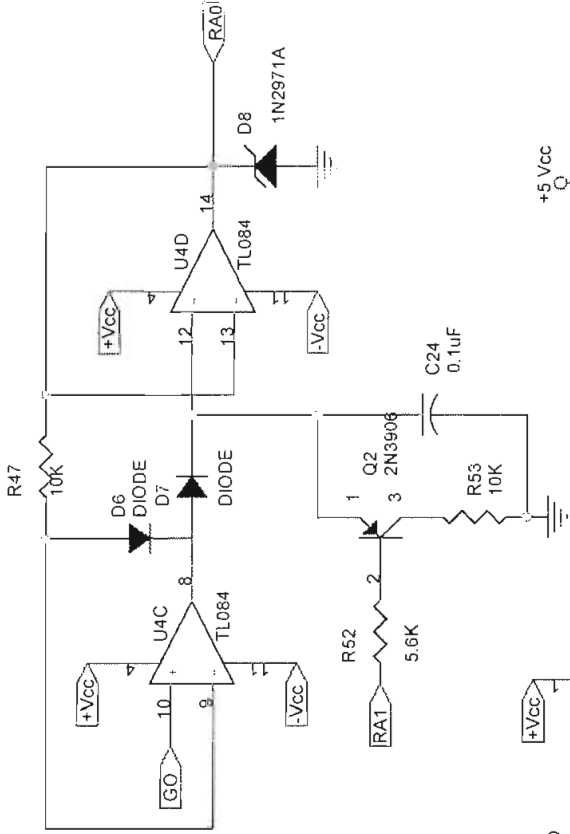 R47
10K
RA0
+Vcc
4
U4D
14
D8
1N2971A
TL084
12
13
11
-Vcc
D6
DIODE
D7
DIODE
+Vcc
4
U4C
8
TL084
10
9
11
-Vcc
GO
C24
0.1uF
Q2
2N3906
1
3
2
R53
10K
R52
5.6K
RA1
+5 Vcc
+Vcc
1